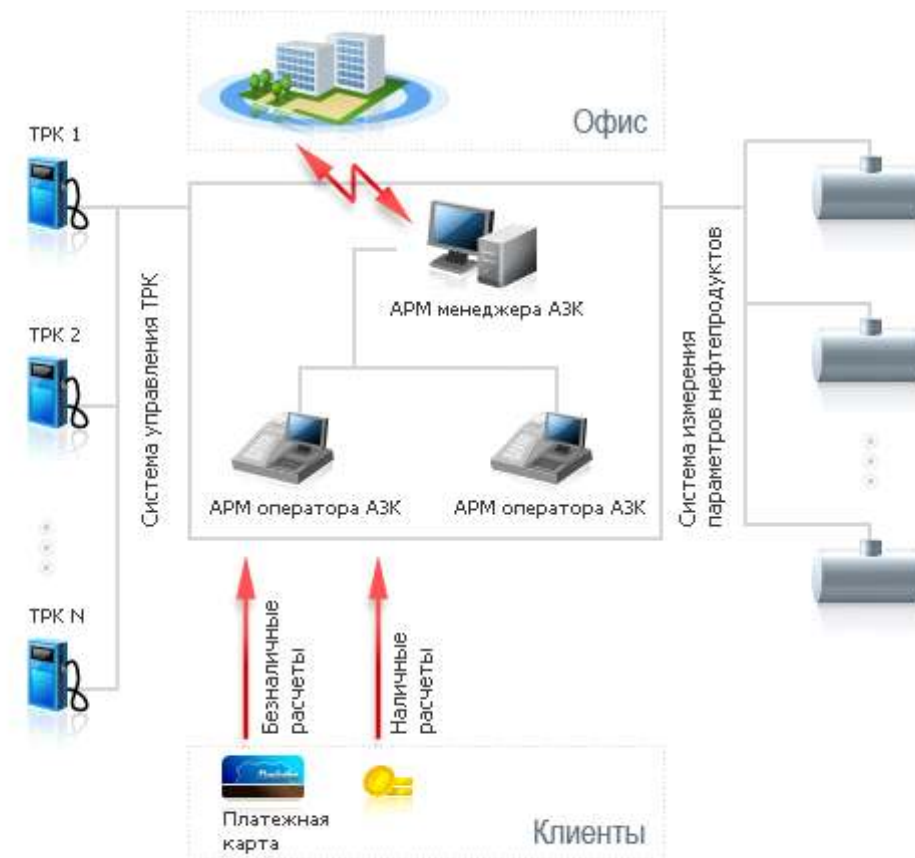 Офис
ТРК 1
АРМ менеджера АЗК
ТРК 2
Система управления ТРК
Система измерения
параметров нефтепродуктов
АРМ оператора АЗК
АРМ оператора АЗК
ТРК N
Безналичные
расчеты
Наличные
расчеты
Платежная
карта
Клиенты